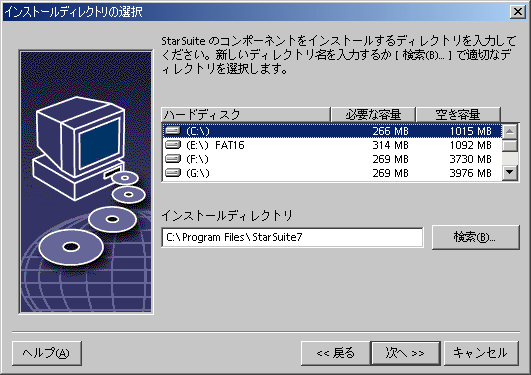 インストールディレクトリの選択
StarSuite のコンポーネントをインストールするディレクトリを入力して
ください。新しいディレクトリ名を入力するか [ 検索(B)... ] で適切なデ
ィレクトリを選択します。
ハードディスク 必要な容量 空き容量
(C:\) 266 MB 1015 MB
(E:\) FAT16 314 MB 1092 MB
(F:\) 269 MB 3730 MB
(G:\) 269 MB 3976 MB
インストールディレクトリ
C:\Program Files\StarSuite7 検索(B)...
ヘルプ(A) << 戻る 次へ >> キャンセル